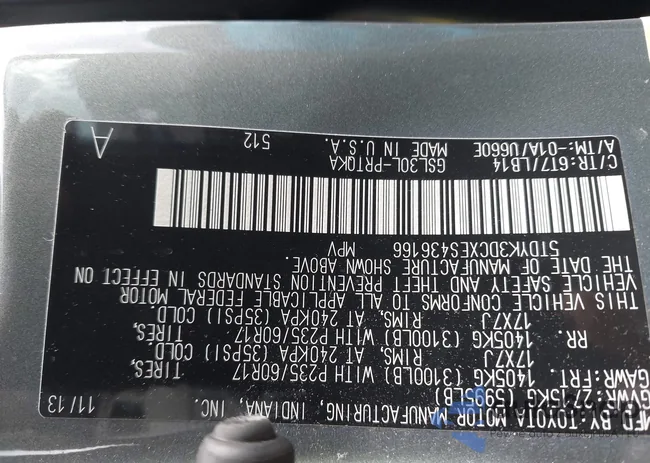 MFD BY: TOYOTA MOTOR MANUFACTURING, INDIANA, INC. 11/13
GVWR: 2715KG(5995LB)
GAWR:FRT. 1405KG (3100LB) WITH P235/60R17 TIRES,
17X7J RIMS, AT 240KPA (35PSI) COLD.
RR. 1405KG (3100LB) WITH P235/60R17 TIRES,
17X7J RIMS, AT 240KPA (35PSI) COLD.
THIS VEHICLE CONFORMS TO ALL APPLICABLE FEDERAL MOTOR
VEHICLE SAFETY AND THEFT PREVENTION STANDARDS IN EFFECT ON
THE DATE OF MANUFACTURE SHOWN ABOVE.
5TDYK3DCXES436166 MPV
C/TR:6T7/LB14 GSL30L-PRTQKA
A/TM:-01A/U660E MADE IN U.S.A. 512 A